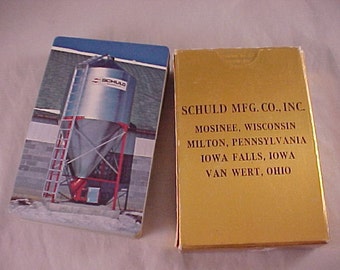 SCHULD
SCHULD MFG. CO., INC.
MOSINEE, WISCONSIN
MILTON, PENNSYLVANIA
IOWA FALLS, IOWA
VAN WERT, OHIO